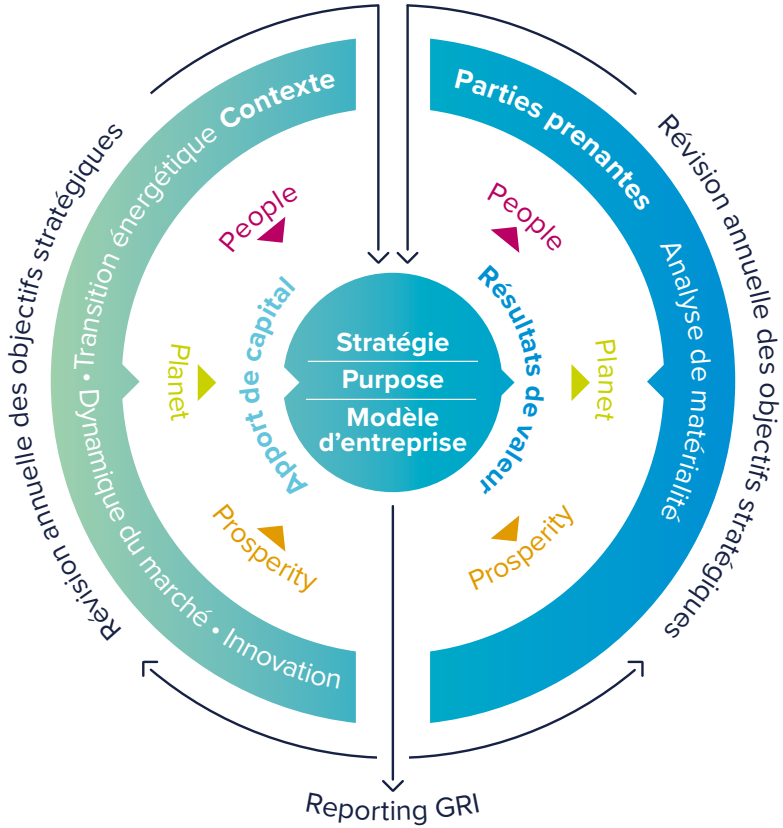 Révision annuelle des objectifs stratégiques
Contexte
Transition énergétique • Dynamique du marché • Innovation
People
Planet
Prosperity
Apport de capital
Stratégie
Purpose
Modèle
d'entreprise
Résultats de valeur
People
Planet
Prosperity
Parties prenantes
Analyse de matérialité
Révision annuelle des objectifs stratégiques
Reporting GRI